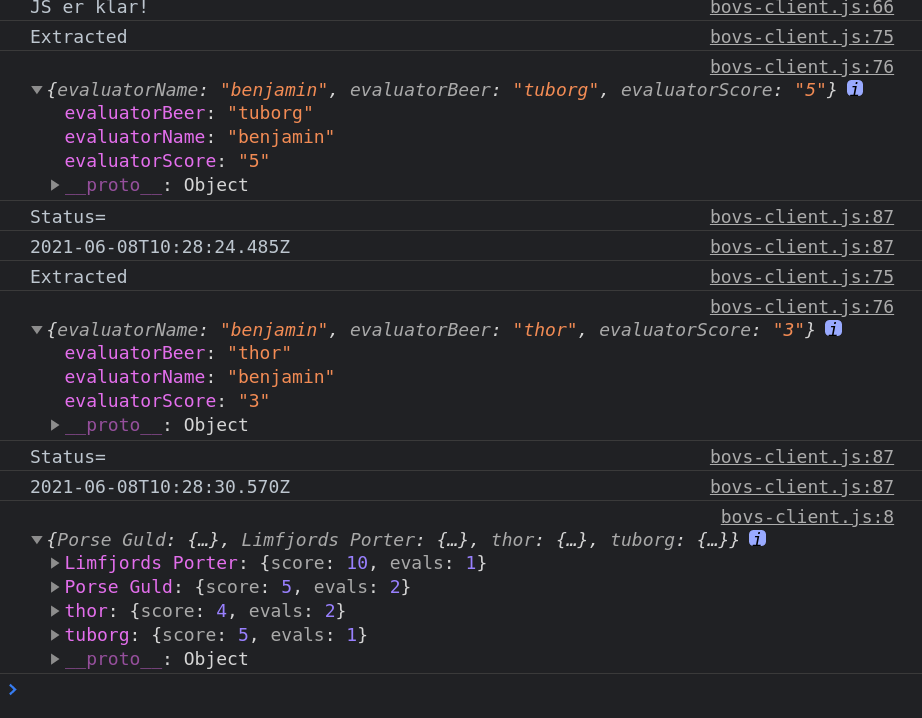 JS er klar! bovs-client.js:66
Extracted bovs-client.js:75
bovs-client.js:76
{evaluatorName: "benjamin", evaluatorBeer: "tuborg", evaluatorScore: "5"} i
evaluatorBeer: "tuborg"
evaluatorName: "benjamin"
evaluatorScore: "5"
__proto__: Object
Status= bovs-client.js:87
2021-06-08T10:28:24.485Z bovs-client.js:87
Extracted bovs-client.js:75
bovs-client.js:76
{evaluatorName: "benjamin", evaluatorBeer: "thor", evaluatorScore: "3"} i
evaluatorBeer: "thor"
evaluatorName: "benjamin"
evaluatorScore: "3"
__proto__: Object
Status= bovs-client.js:87
2021-06-08T10:28:30.570Z bovs-client.js:87
bovs-client.js:8
{Porse Guld: {…}, Limfjords Porter: {…}, thor: {…}, tuborg: {…}} i
Limfjords Porter: {score: 10, evals: 1}
Porse Guld: {score: 5, evals: 2}
thor: {score: 4, evals: 2}
tuborg: {score: 5, evals: 1}
__proto__: Object